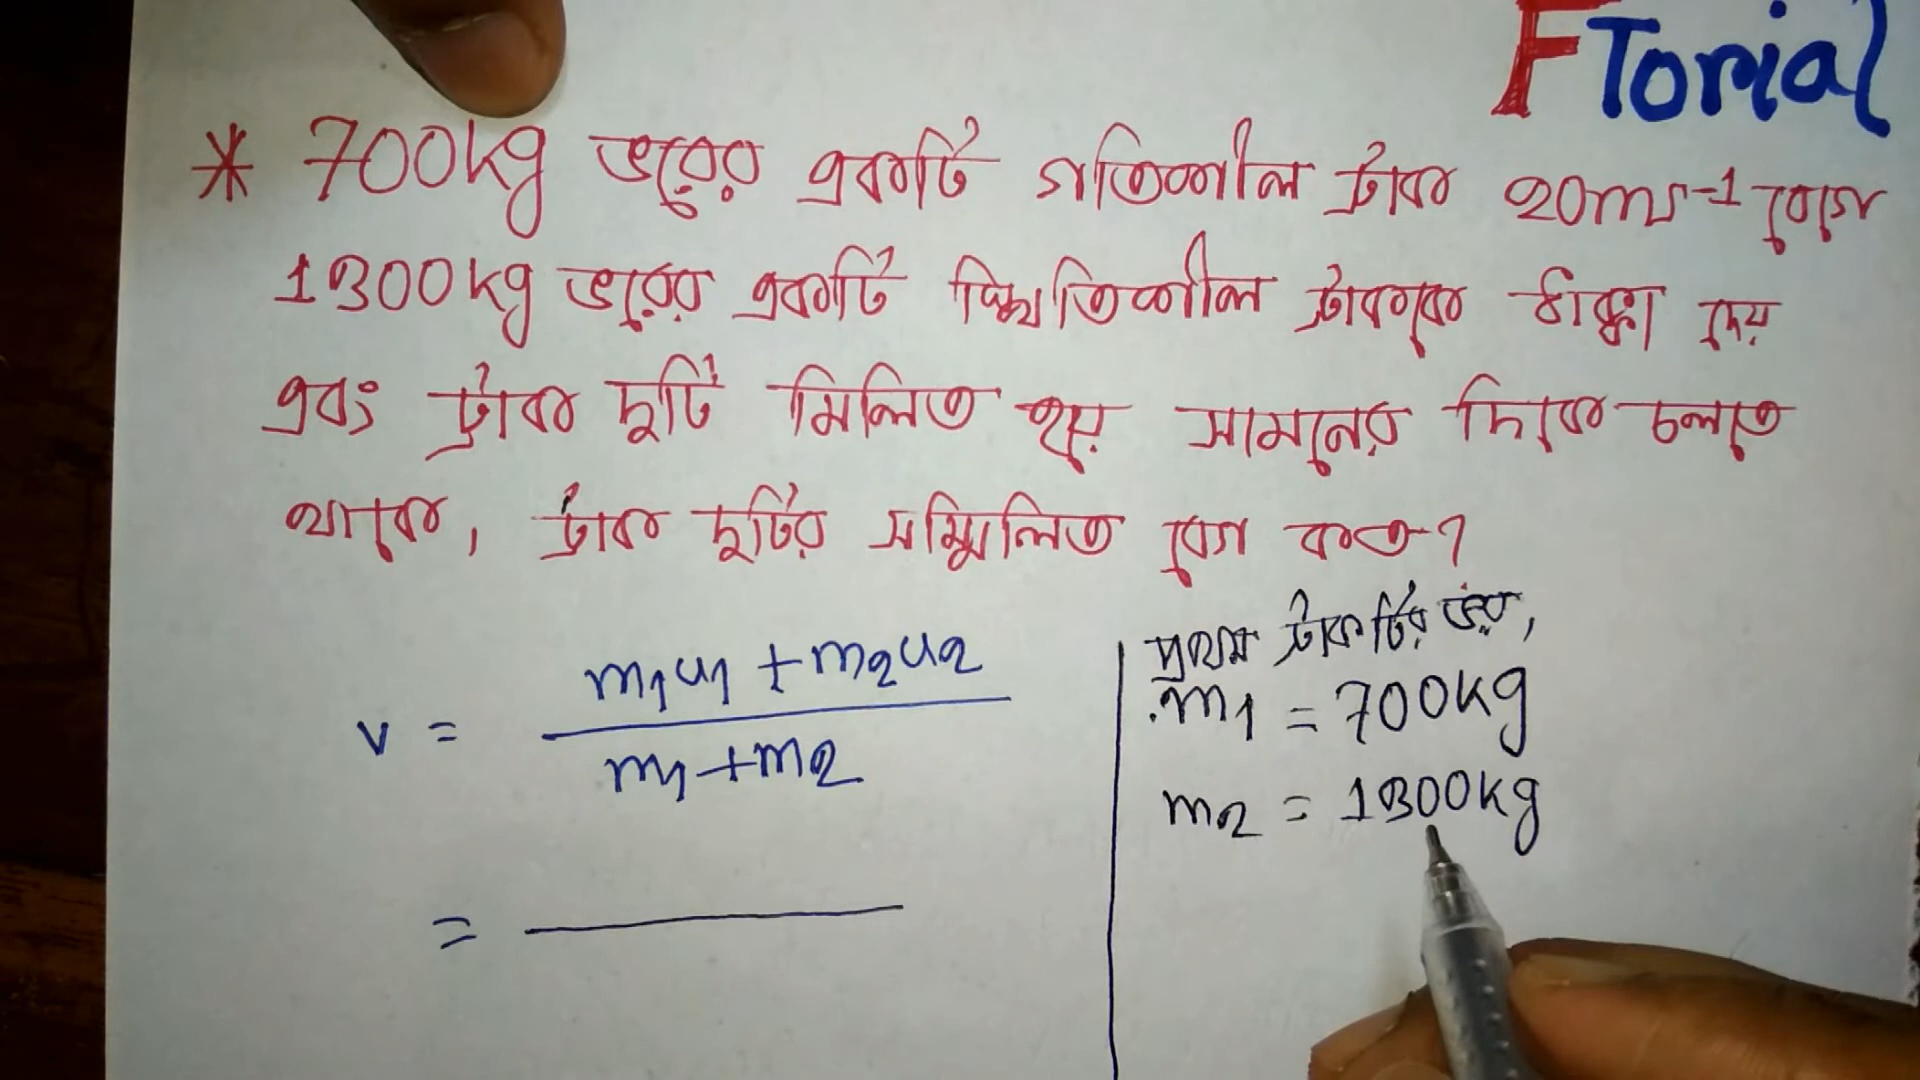 FTorial
* 700kg ভরের একটি গতিশীল ট্রাক 20ms⁻¹ বেগে
1300kg ভরের একটি স্থিতিশীল ট্রাককে ধাক্কা দেয়
এবং ট্রাক দুটি মিলিত হয়ে সামনের দিকে চলতে
থাকে, ট্রাক দুটির সম্মিলিত বেগ কত?
v = (m₁u₁ + m₂u₂) / (m₁ + m₂)
=
প্রথম ট্রাকটির ভর,
m₁ = 700kg
m₂ = 1300kg